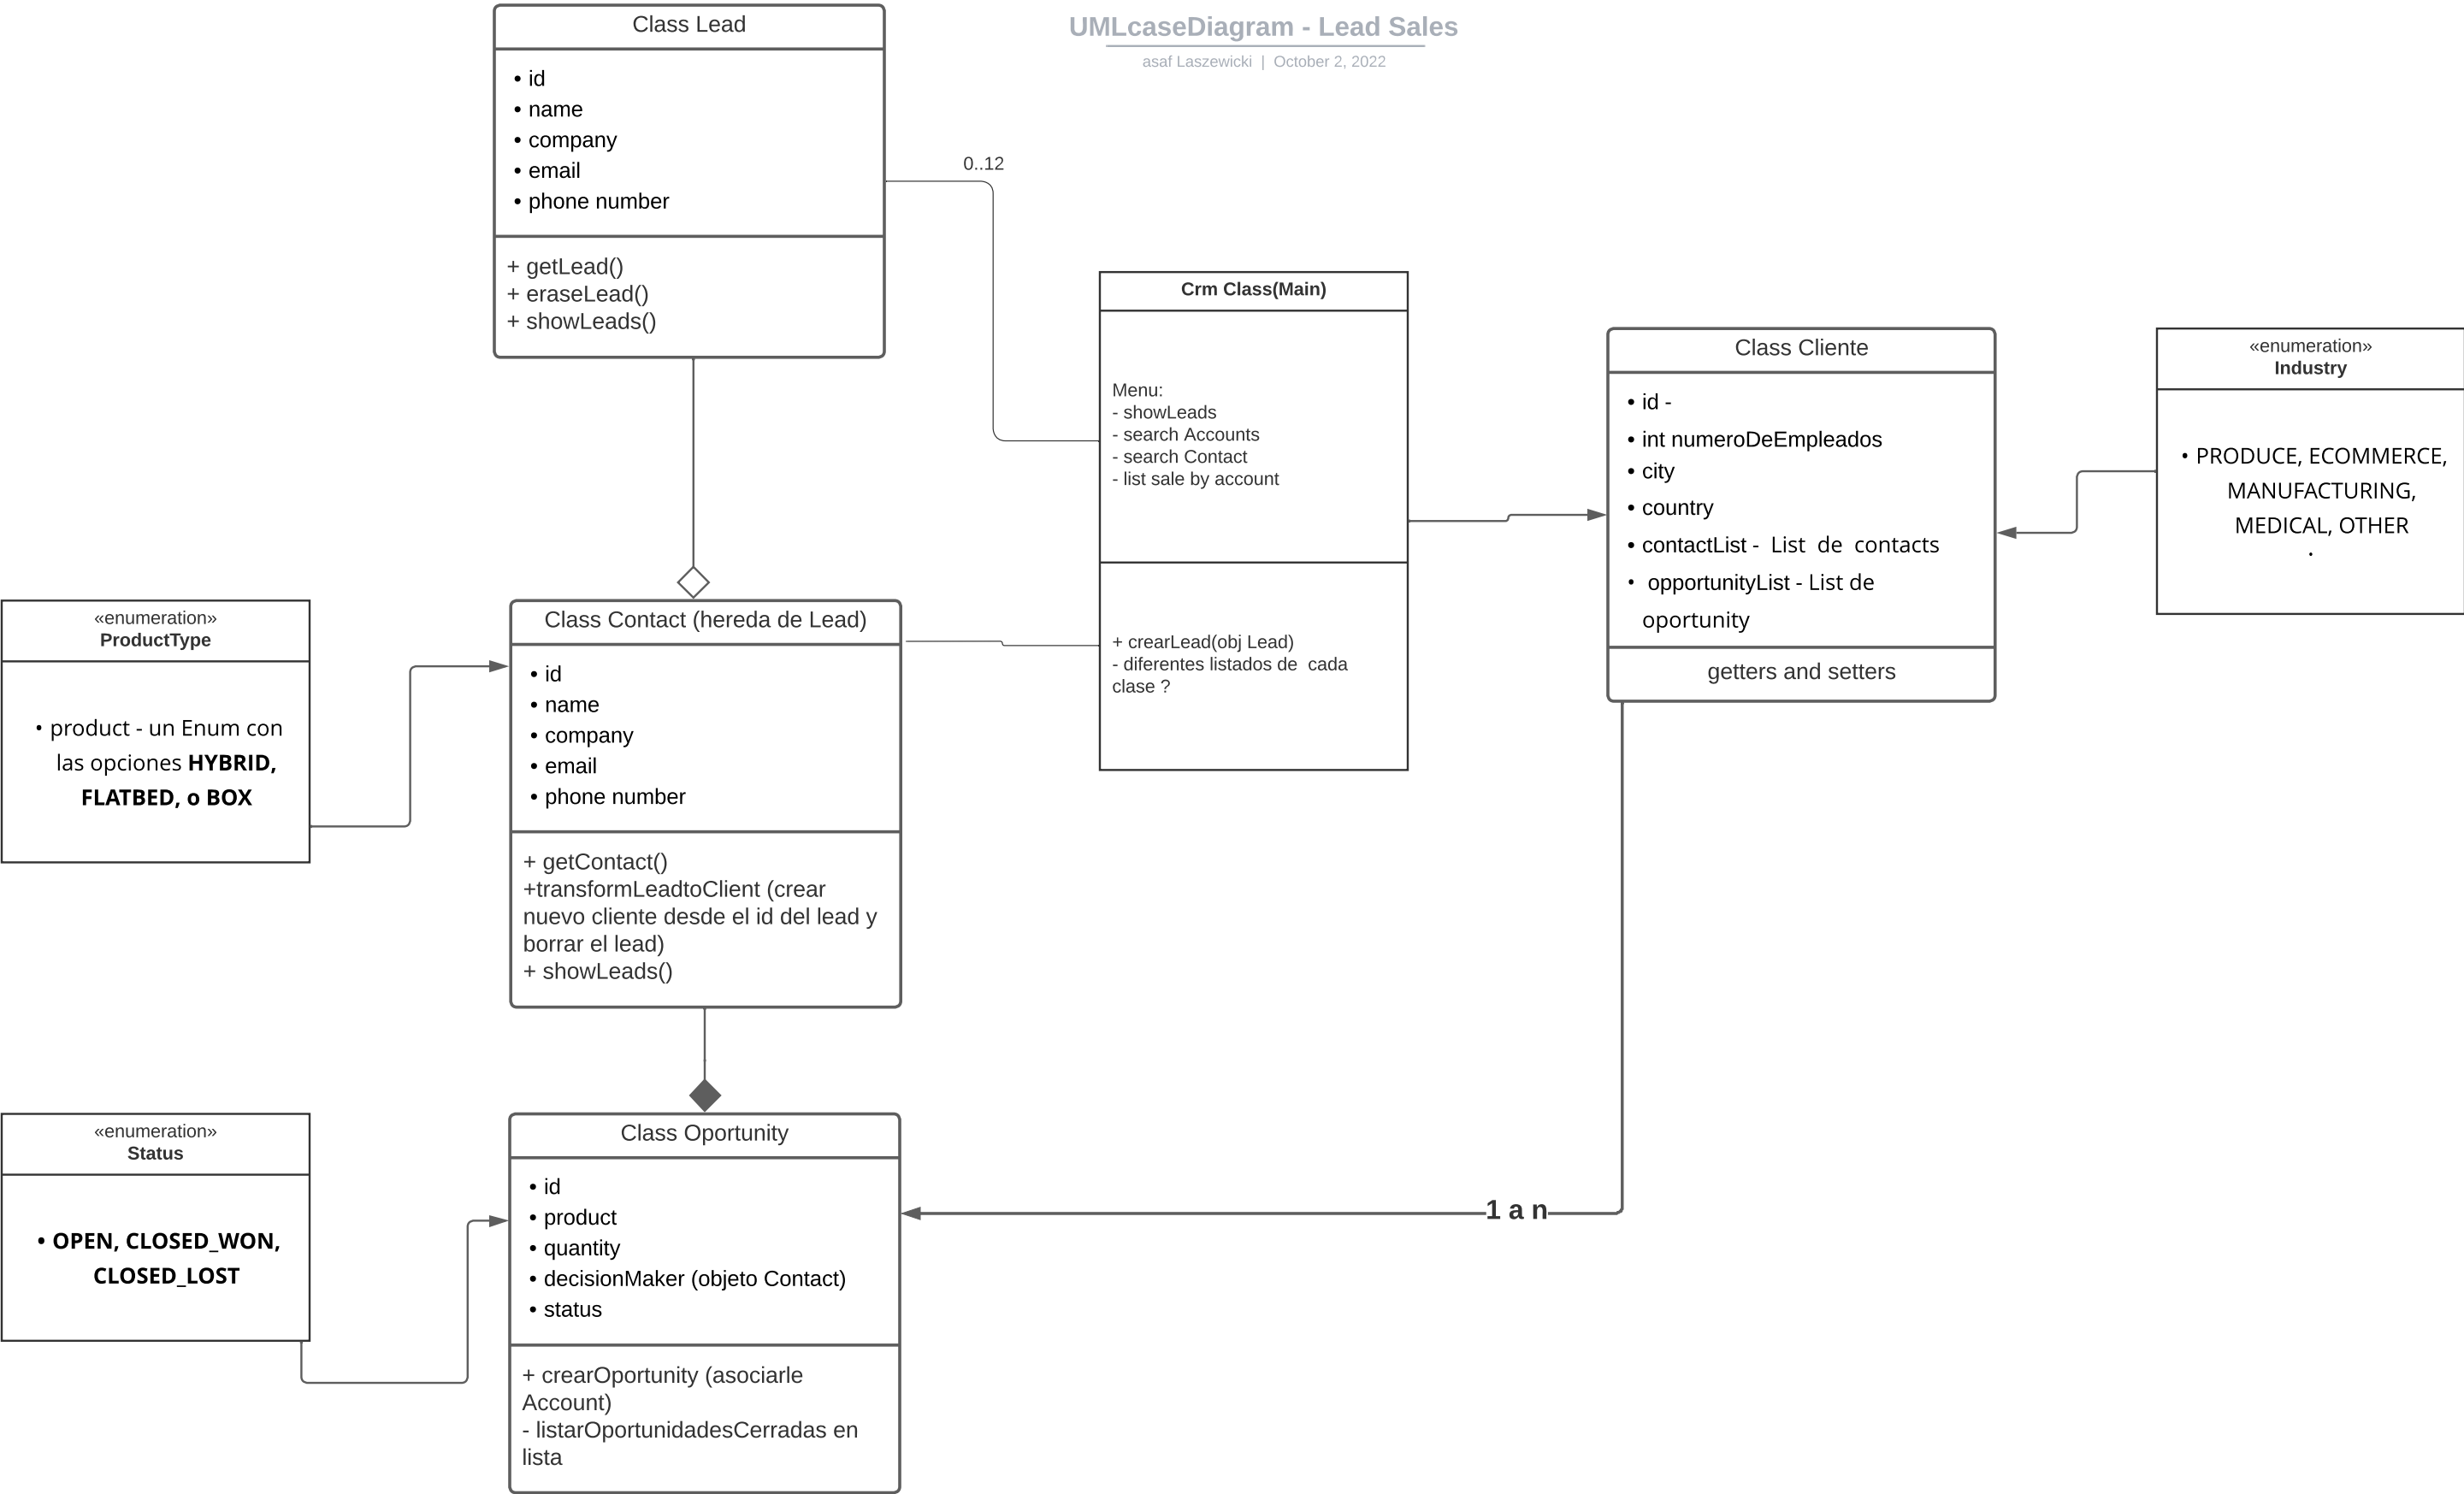 UMLcaseDiagram - Lead Sales
asaf Laszewicki | October 2, 2022
Class Lead
• id
• name
• company
• email
• phone number
+ getLead()
+ eraseLead()
+ showLeads()
0..12
Crm Class(Main)
Menu:
- showLeads
- search Accounts
- search Contact
- list sale by account
+ crearLead(obj Lead)
- diferentes listados de cada
clase ?
Class Cliente
• id -
• int numeroDeEmpleados
• city
• country
• contactList - List de contacts
• opportunityList - List de
oportunity
getters and setters
«enumeration»
Industry
• PRODUCE, ECOMMERCE,
MANUFACTURING,
MEDICAL, OTHER
•
«enumeration»
ProductType
• product - un Enum con
las opciones HYBRID,
FLATBED, o BOX
Class Contact (hereda de Lead)
• id
• name
• company
• email
• phone number
+ getContact()
+transformLeadtoClient (crear
nuevo cliente desde el id del lead y
borrar el lead)
+ showLeads()
«enumeration»
Status
• OPEN, CLOSED_WON,
CLOSED_LOST
Class Oportunity
• id
• product
• quantity
• decisionMaker (objeto Contact)
• status
+ crearOportunity (asociarle
Account)
- listarOportunidadesCerradas en
lista
1 a n